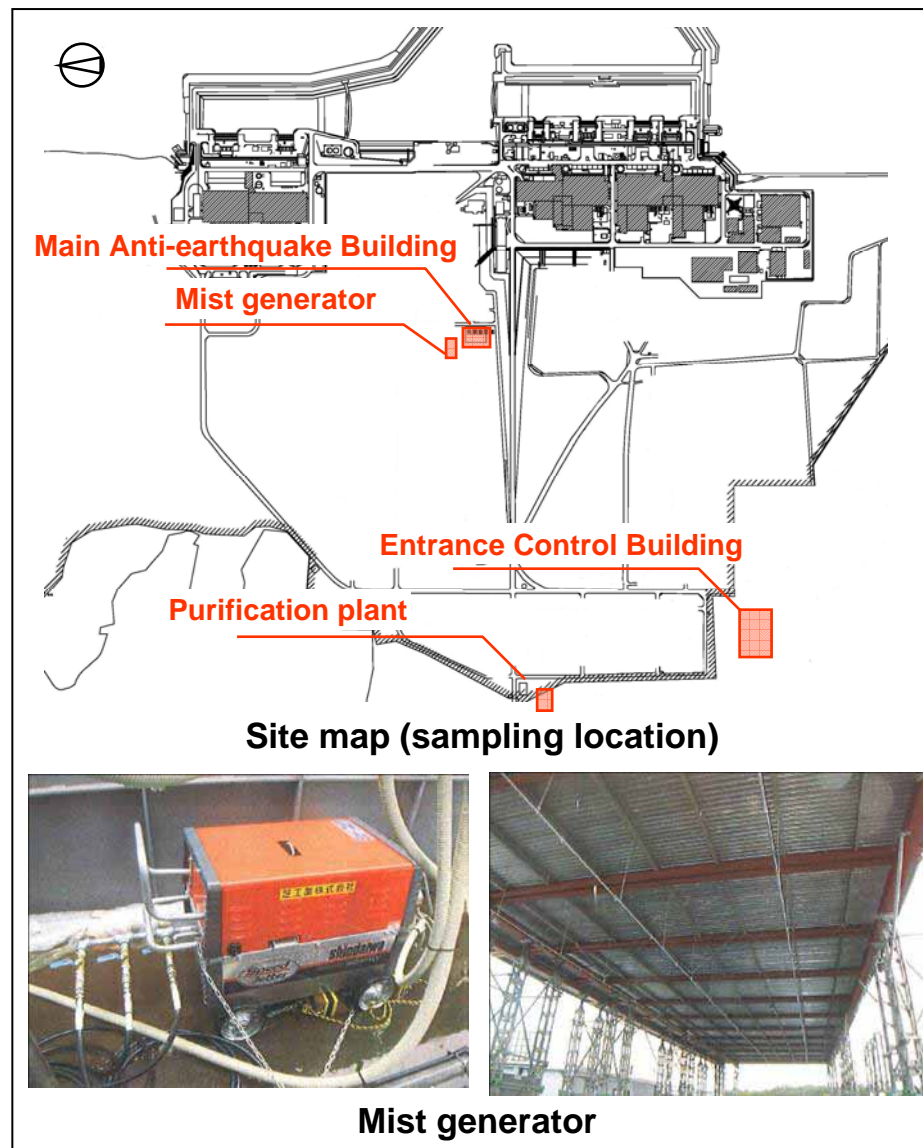 Main Anti-earthquake Building
Mist generator
Entrance Control Building
Purification plant
Site map (sampling location)
shindaiwa
Mist generator